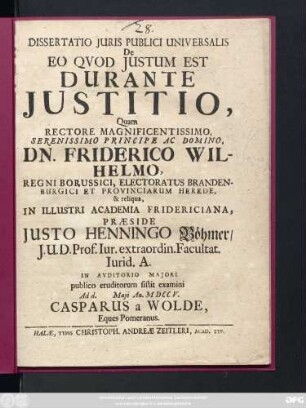 28.
DISSERTATIO JURIS PUBLICI UNIVERSALIS
De
EO QVOD JUSTUM EST
DURANTE
JUSTITIO,
Quam
RECTORE MAGNIFICENTISSIMO,
SERENISSIMO PRINCIPE AC DOMINO,
DN. FRIDERICO WIL-
HELMO,
REGNI BORUSSICI, ELECTORATUS BRANDEN-
BURGICI ET PROVINCIARUM HEREDE,
& reliqua,
IN ILLUSTRI ACADEMIA FRIDERICIANA,
PRÆSIDE
JUSTO HENNINGO Böhmer/
J.U.D. Prof. Iur. extraordin. Facultat.
Iurid. A.
IN AVDITORIO MAJORI
publico eruditorum sistit examini
Ad d. Maji An. MDCCV.
CASPARUS a WOLDE,
Eques Pomeranus.
HALÆ, TYPIS CHRISTOPH. ANDREÆ ZEITLERI, ACAD. TYP.